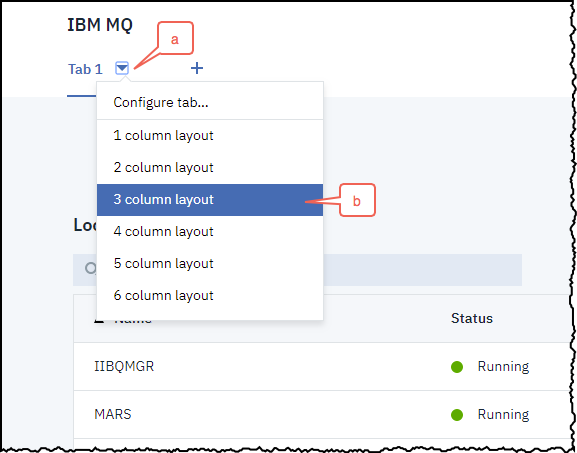 IBM MQ
a
Tab 1
+
Configure tab...
1 column layout
2 column layout
3 column layout
b
4 column layout
5 column layout
6 column layout
Name Status
IIBQMGR Running
MARS Running